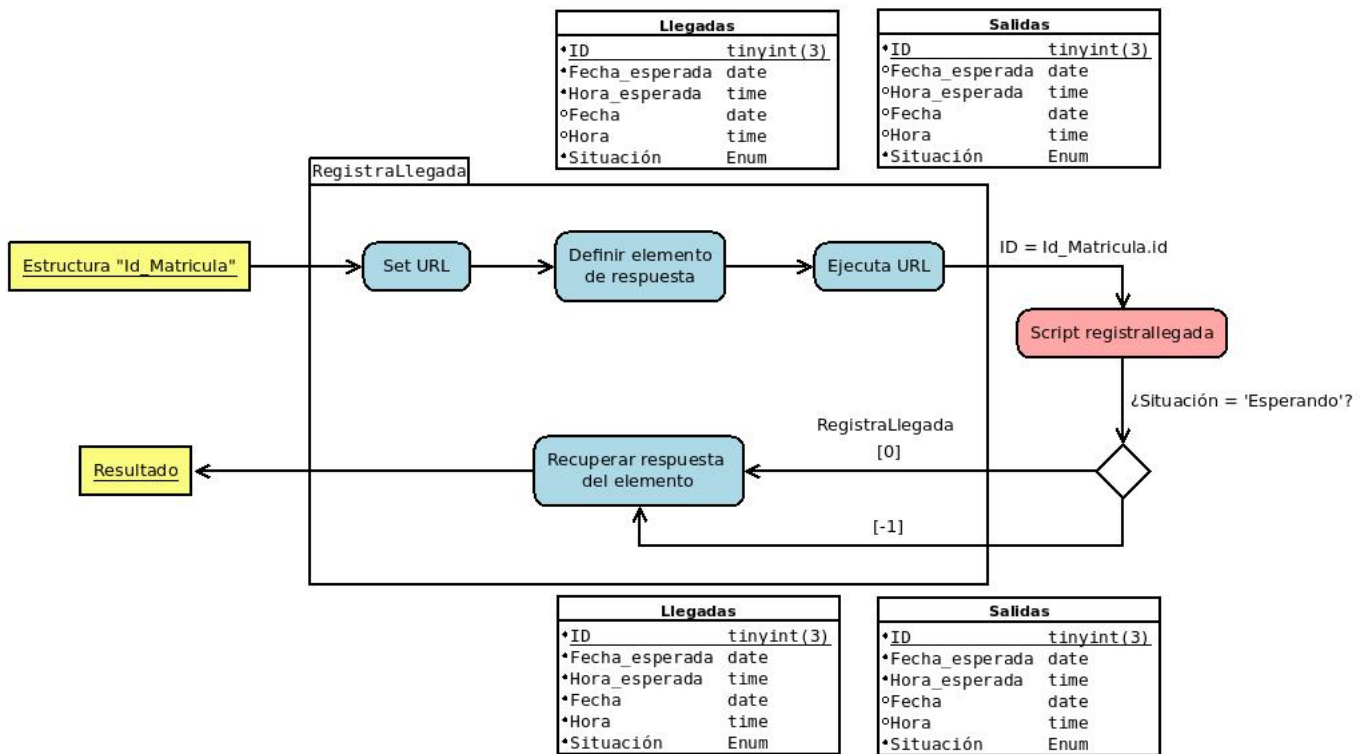 Llegadas
ID tinyint(3)
Fecha_esperada date
Hora_esperada time
Fecha date
Hora time
Situación Enum
Salidas
ID tinyint(3)
Fecha_esperada date
Hora_esperada time
Fecha date
Hora time
Situación Enum
RegistraLlegada
Estructura "Id_Matricula"
Set URL
Definir elemento
de respuesta
Ejecuta URL
ID = Id_Matricula.id
Script registrallegada
¿Situación = 'Esperando'?
RegistraLlegada
[0]
Recuperar respuesta
del elemento
Resultado
[-1]
Llegadas
ID tinyint(3)
Fecha_esperada date
Hora_esperada time
Fecha date
Hora time
Situación Enum
Salidas
ID tinyint(3)
Fecha_esperada date
Hora_esperada time
Fecha date
Hora time
Situación Enum